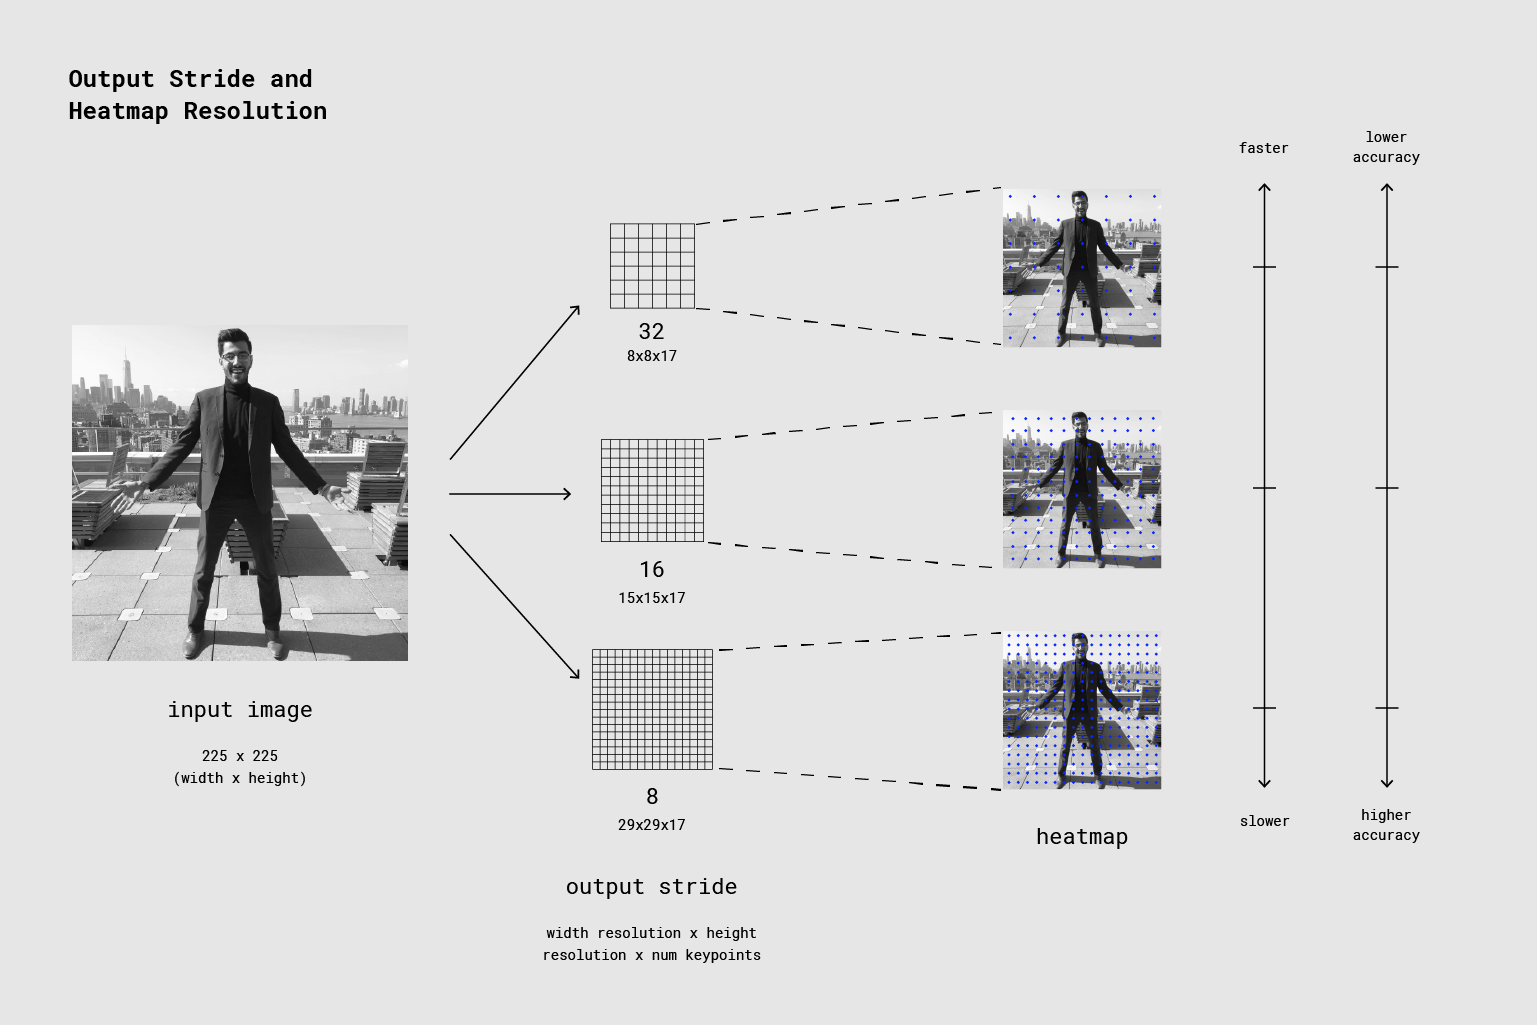 Output Stride and
Heatmap Resolution
input image
225 x 225
(width x height)
32
8x8x17
16
15x15x17
8
29x29x17
output stride
width resolution x height
resolution x num keypoints
heatmap
faster
slower
lower
accuracy
higher
accuracy